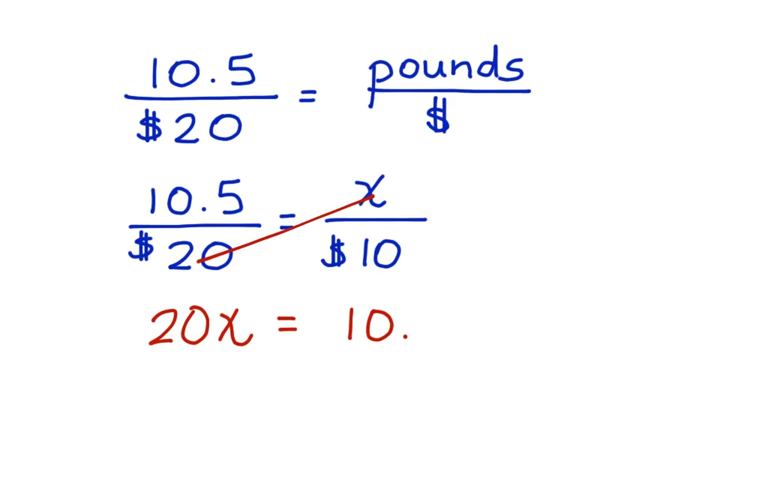 10.5 / $20 = pounds / $
10.5 / $20 = x / $10
20x = 10.